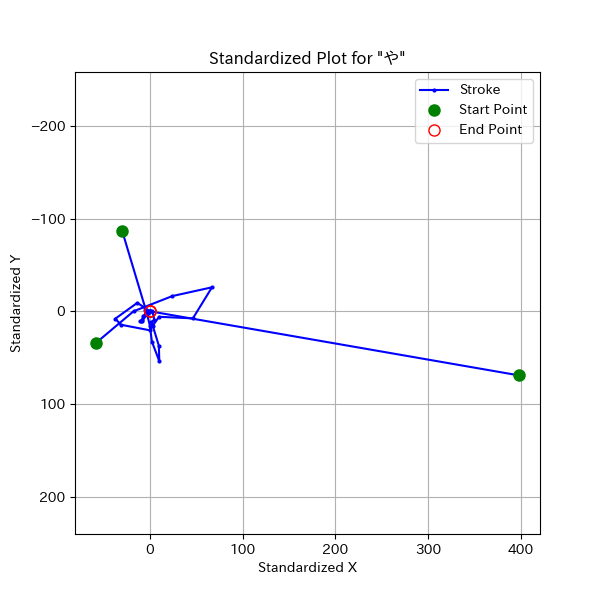 Standardized Plot for "や"
Stroke
Start Point
End Point
−200
−100
0
100
200
Standardized Y
0
100
200
300
400
Standardized X